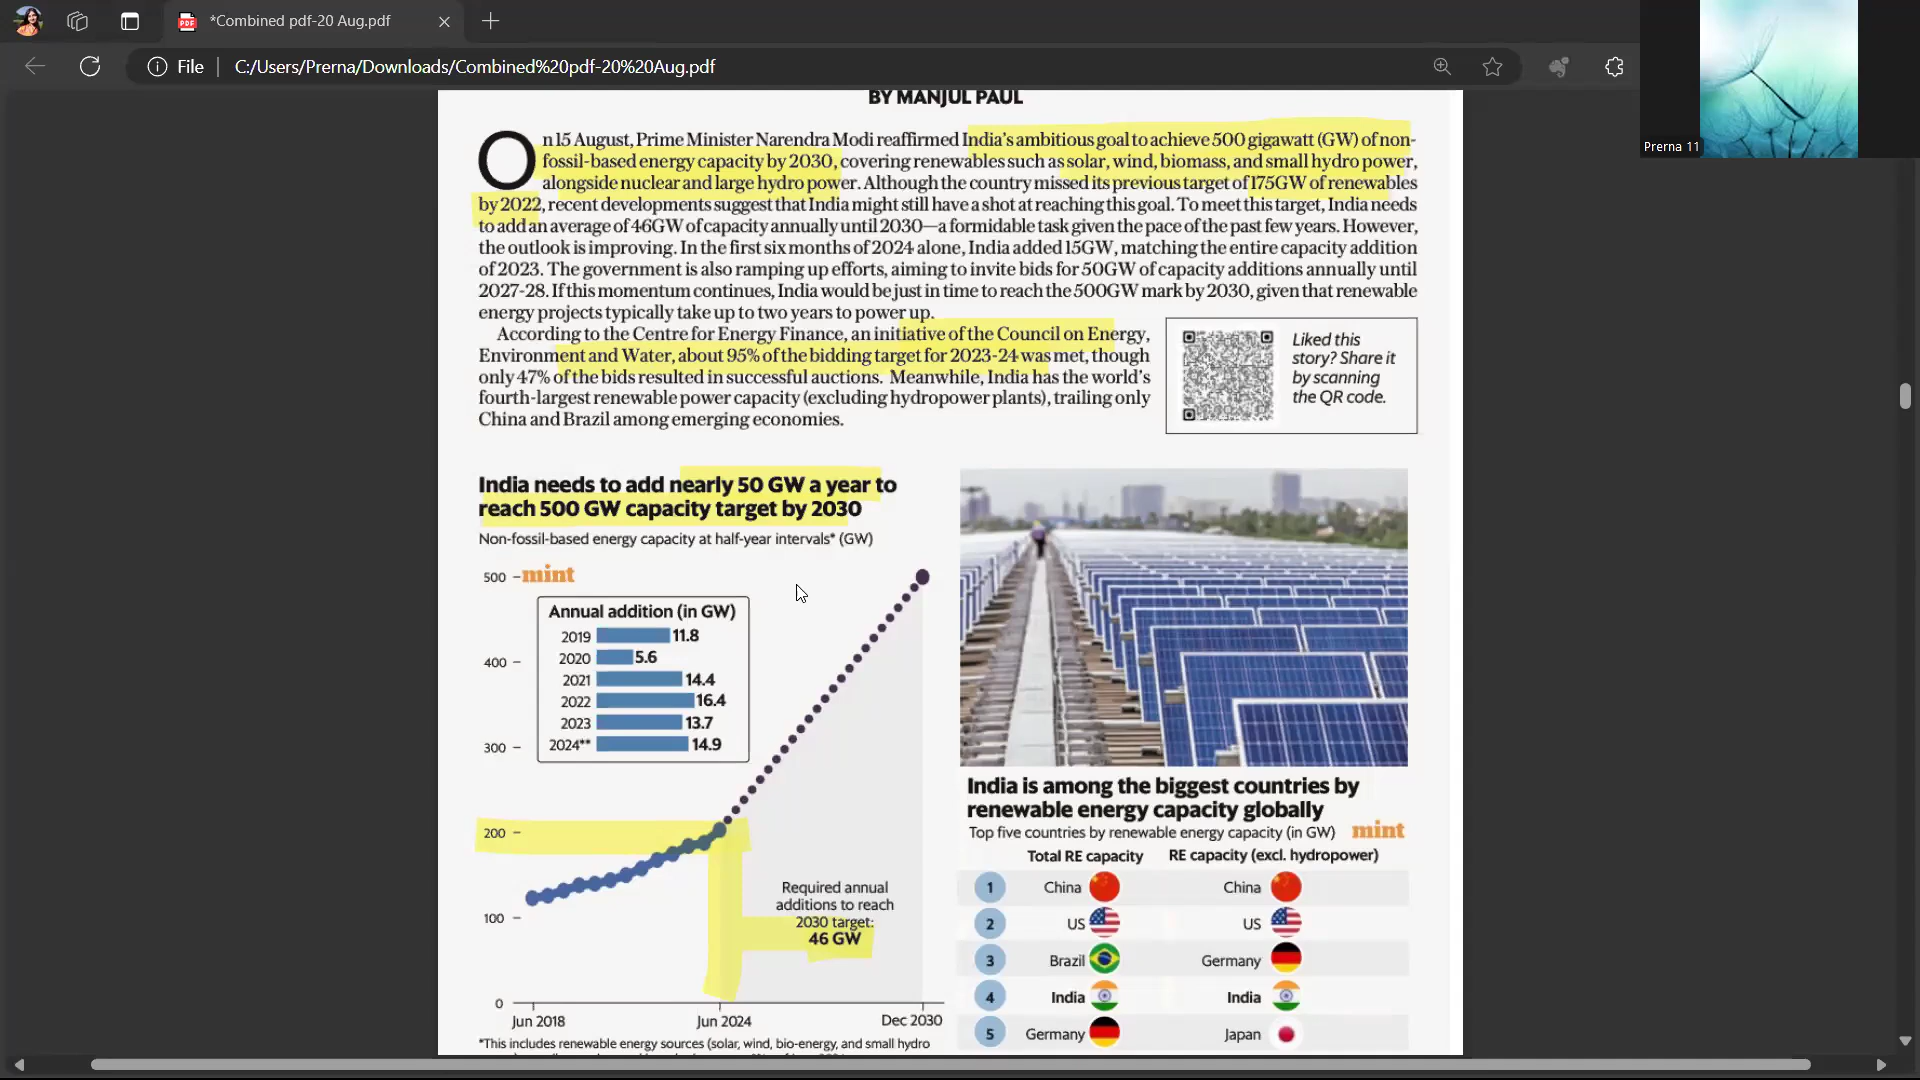 *Combined pdf-20 Aug.pdf
File
C:/Users/Prerna/Downloads/Combined%20pdf-20%20Aug.pdf
Prerna 11
BY MANJUL PAUL
On 15 August, Prime Minister Narendra Modi reaffirmed India's ambitious goal to achieve 500 gigawatt (GW) of non-
fossil-based energy capacity by 2030, covering renewables such as solar, wind, biomass, and small hydro power,
alongside nuclear and large hydro power. Although the country missed its previous target of 175GW of renewables
by 2022, recent developments suggest that India might still have a shot at reaching this goal. To meet this target, India needs
to add an average of 46GW of capacity annually until 2030—a formidable task given the pace of the past few years. However,
the outlook is improving. In the first six months of 2024 alone, India added 15GW, matching the entire capacity addition
of 2023. The government is also ramping up efforts, aiming to invite bids for 50GW of capacity additions annually until
2027-28. If this momentum continues, India would be just in time to reach the 500GW mark by 2030, given that renewable
energy projects typically take up to two years to power up.
According to the Centre for Energy Finance, an initiative of the Council on Energy,
Environment and Water, about 95% of the bidding target for 2023-24 was met, though
only 47% of the bids resulted in successful auctions. Meanwhile, India has the world's
fourth-largest renewable power capacity (excluding hydropower plants), trailing only
China and Brazil among emerging economies.
Liked this
story? Share it
by scanning
the QR code.
India needs to add nearly 50 GW a year to
reach 500 GW capacity target by 2030
Non-fossil-based energy capacity at half-year intervals* (GW)
500
mint
Annual addition (in GW)
2019 11.8
2020 5.6
2021 14.4
2022 16.4
2023 13.7
2024** 14.9
400
300
200
100
0
Required annual
additions to reach
2030 target:
46 GW
Jun 2018 Jun 2024 Dec 2030
*This includes renewable energy sources (solar, wind, bio-energy, and small hydro
India is among the biggest countries by
renewable energy capacity globally
Top five countries by renewable energy capacity (in GW) mint
Total RE capacity RE capacity (excl. hydropower)
1 China China
2 US US
3 Brazil Germany
4 India India
5 Germany Japan